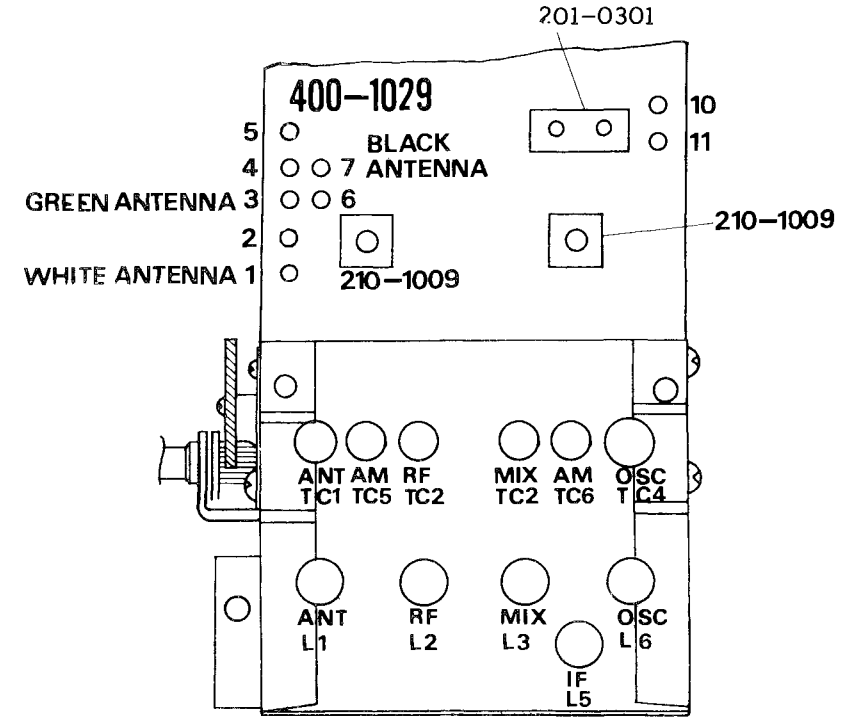 201-0301
400-1029
10
5
BLACK
11
4
7 ANTENNA
GREEN ANTENNA 3
6
2
210-1009
WHITE ANTENNA 1
210-1009
ANT AM RF MIX AM OSC
TC1 TC5 TC2 TC2 TC6 TC4
ANT RF MIX OSC
L1 L2 L3 L6
IF
L5